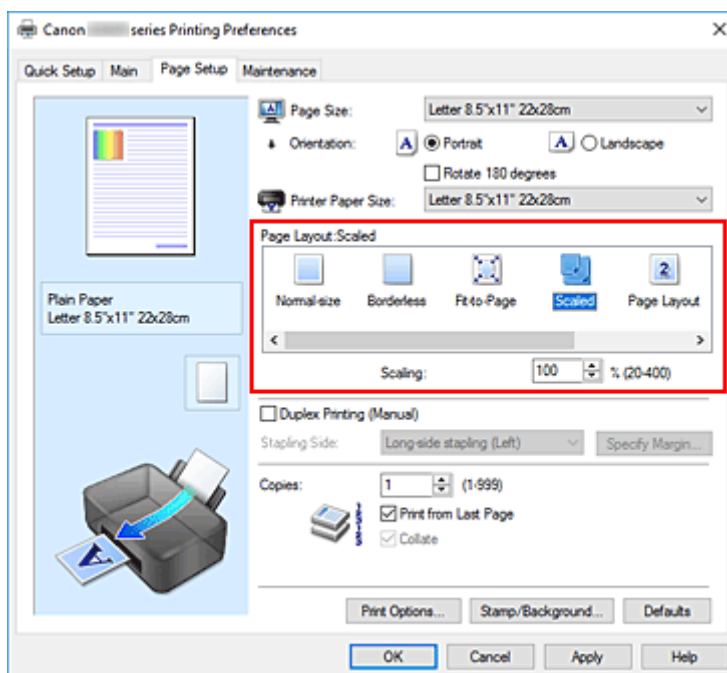 Canon series Printing Preferences
Quick Setup Main Page Setup Maintenance
Page Size: Letter 8.5"x11" 22x28cm
Orientation: A Portrait A Landscape
Rotate 180 degrees
Printer Paper Size: Letter 8.5"x11" 22x28cm
Page Layout:Scaled
2
Normal-size Borderless Fit-to-Page Scaled Page Layout
Scaling: 100 % (20-400)
Plain Paper
Letter 8.5"x11" 22x28cm
Duplex Printing (Manual)
Stapling Side: Long-side stapling (Left) Specify Margin...
Copies: 1 (1-999)
Print from Last Page
Collate
A
Print Options... Stamp/Background... Defaults
OK Cancel Apply Help